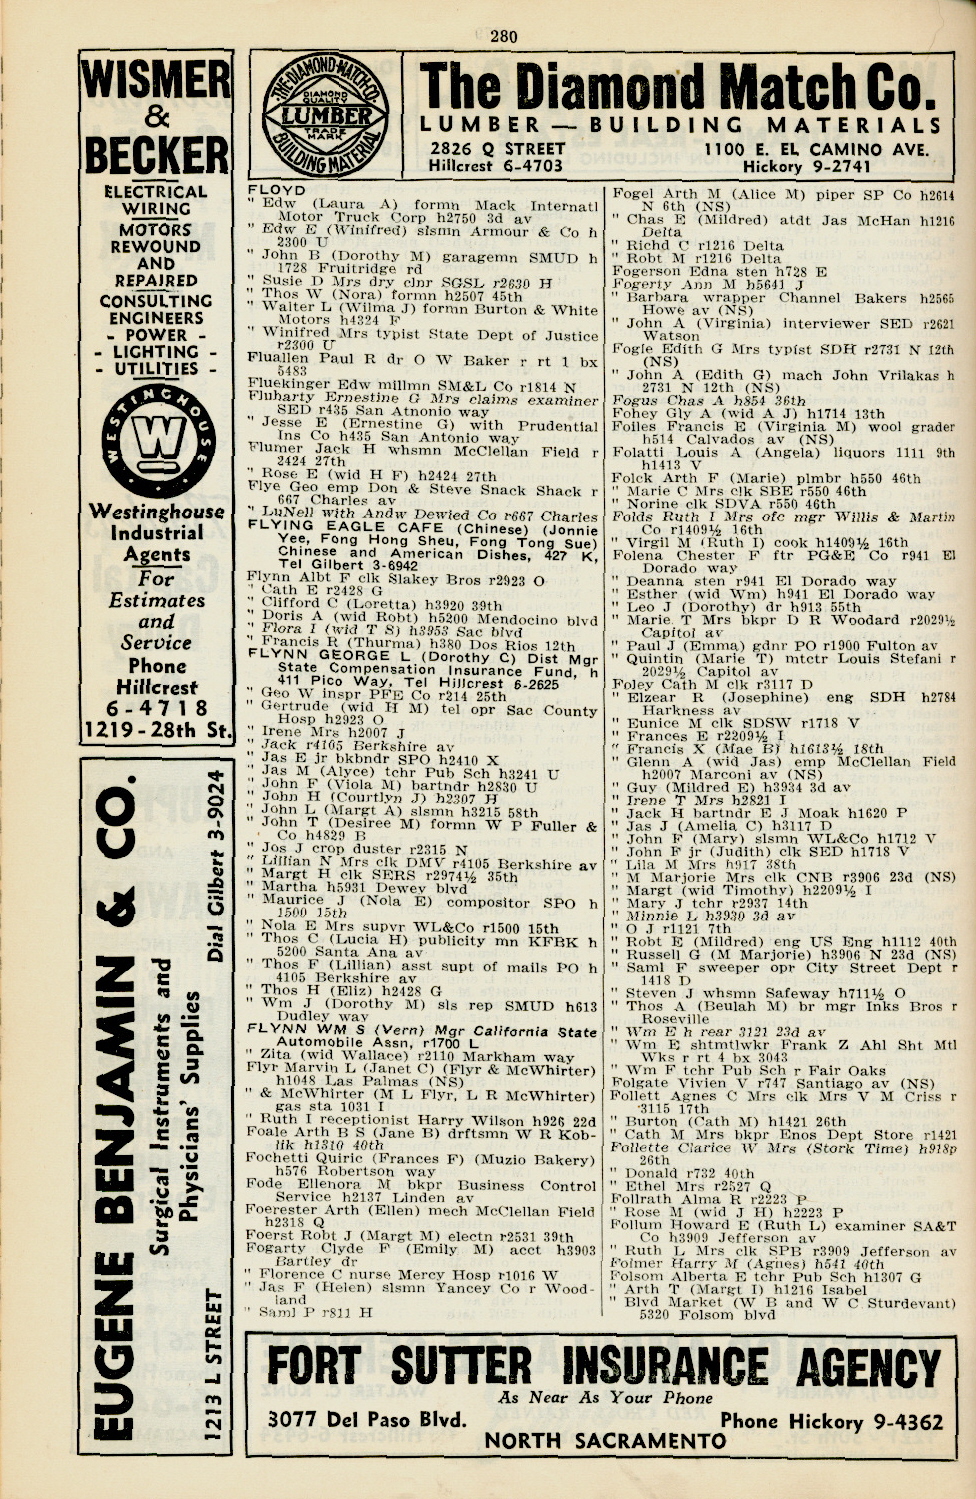 280
WISMER
&
BECKER
ELECTRICAL
WIRING
MOTORS
REWOUND
AND
REPAIRED
CONSULTING
ENGINEERS
- POWER -
- LIGHTING -
- UTILITIES -
WESTINGHOUSE
W
Westinghouse
Industrial
Agents
For
Estimates
and
Service
Phone
Hillcrest
6-4718
1219-28th St.
EUGENE BENJAMIN & CO.
Surgical Instruments and
Physicians' Supplies
1213 L STREET
Dial Gilbert 3-9024
THE DIAMOND MATCH CO.
DIAMOND
QUALITY
LUMBER
TRADE
MARK
BUILDING MATERIAL
The Diamond Match Co.
LUMBER — BUILDING MATERIALS
2826 Q STREET
Hillcrest 6-4703
1100 E. EL CAMINO AVE.
Hickory 9-2741
FLOYD
" Edw (Laura A) formn Mack Internatl
Motor Truck Corp h2750 3d av
" Edw E (Winifred) slsmn Armour & Co h
2300 U
" John B (Dorothy M) garagemn SMUD h
1728 Fruitridge rd
" Susie D Mrs dry clnr SGSL r2630 H
" Thos W (Nora) formn h2507 45th
" Walter L (Wilma J) formn Burton & White
Motors h4324 F
" Winifred Mrs typist State Dept of Justice
r2300 U
Fluallen Paul R dr O W Baker r rt 1 bx
5483
Fluekinger Edw millmn SM&L Co r1814 N
Fluharty Ernestine G Mrs claims examiner
SED r435 San Atnonio way
" Jesse E (Ernestine G) with Prudential
Ins Co h435 San Antonio way
Flumer Jack H whsmn McClellan Field r
2424 27th
" Rose E (wid H F) h2424 27th
Flye Geo emp Don & Steve Snack Shack r
667 Charles av
" LuNell with Andw Dewied Co r667 Charles
FLYING EAGLE CAFE (Chinese) (Jonnie
Yee, Fong Hong Sheu, Fong Tong Sue)
Chinese and American Dishes, 427 K,
Tel Gilbert 3-6942
Flynn Albt F clk Slakey Bros r2923 O
" Cath E r2428 G
" Clifford C (Loretta) h3920 39th
" Doris A (wid Robt) h5200 Mendocino blvd
" Flora I (wid T S) h3953 Sac blvd
" Francis R (Thurma) h380 Dos Rios 12th
FLYNN GEORGE L (Dorothy C) Dist Mgr
State Compensation Insurance Fund, h
411 Pico Way, Tel Hillcrest 6-2625
" Geo W inspr PFE Co r214 25th
" Gertrude (wid H M) tel opr Sac County
Hosp h2923 O
" Irene Mrs h2007 J
" Jack r4105 Berkshire av
" Jas E jr bkbndr SPO h2410 X
" Jas M (Alyce) tchr Pub Sch h3241 U
" John F (Viola M) bartndr h2830 U
" John H (Courtlyn J) h2307 H
" John L (Margt A) slsmn h3215 58th
" John T (Desiree M) formn W P Fuller &
Co h4829 B
" Jos J crop duster r2315 N
" Lillian N Mrs clk DMV r4105 Berkshire av
" Margt H clk SERS r2974½ 35th
" Martha h5931 Dewey blvd
" Maurice J (Nola E) compositor SPO h
1500 15th
" Nola E Mrs supvr WL&Co r1500 15th
" Thos C (Lucia H) publicity mn KFBK h
5200 Santa Ana av
" Thos F (Lillian) asst supt of mails PO h
4105 Berkshire av
" Thos H (Eliz) h2428 G
" Wm J (Dorothy M) sls rep SMUD h613
Dudley way
FLYNN WM S (Vern) Mgr California State
Automobile Assn, r1700 L
" Zita (wid Wallace) r2110 Markham way
Flyr Marvin L (Janet C) (Flyr & McWhirter)
h1048 Las Palmas (NS)
" & McWhirter (M L Flyr, L R McWhirter)
gas sta 1031 I
" Ruth I receptionist Harry Wilson h926 22d
Foale Arth B S (Jane B) drftsmn W R Kob-
lik h1310 40th
Fochetti Quiric (Frances F) (Muzio Bakery)
h576 Robertson way
Fode Ellenora M bkpr Business Control
Service h2137 Linden av
Foerester Arth (Ellen) mech McClellan Field
h2318 Q
Foerst Robt J (Margt M) electn r2531 39th
Fogarty Clyde F (Emily M) acct h3903
Bartley dr
" Florence C nurse Mercy Hosp r1016 W
" Jas F (Helen) slsmn Yancey Co r Wood-
land
" Saml P r811 H
Fogel Arth M (Alice M) piper SP Co h2614
N 6th (NS)
" Chas E (Mildred) atdt Jas McHan h1216
Delta
" Richd C r1216 Delta
" Robt M r1216 Delta
Fogerson Edna sten h728 E
Fogerty Ann M h5641 J
" Barbara wrapper Channel Bakers h2565
Howe av (NS)
" John A (Virginia) interviewer SED r2621
Watson
Fogle Edith G Mrs typist SDH r2731 N 12th
(NS)
" John A (Edith G) mach John Vrilakas h
2731 N 12th (NS)
Fogus Chas A h854 36th
Fohey Gly A (wid A J) h1714 13th
Foiles Francis E (Virginia M) wool grader
h514 Calvados av (NS)
Folatti Louis A (Angela) liquors 1111 9th
h1413 V
Folck Arth F (Marie) plmbr h550 46th
" Marie C Mrs clk SBE r550 46th
" Norine clk SDVA r550 46th
Folds Ruth I Mrs ofc mgr Willis & Martin
Co r1409½ 16th
" Virgil M (Ruth I) cook h1409½ 16th
Folena Chester F ftr PG&E Co r941 El
Dorado way
" Deanna sten r941 El Dorado way
" Esther (wid Wm) h941 El Dorado way
" Leo J (Dorothy) dr h913 55th
" Marie T Mrs bkpr D R Woodard r2029½
Capitol av
" Paul J (Emma) gdnr PO r1900 Fulton av
" Quintin (Marie T) mtctr Louis Stefani r
2029½ Capitol av
Foley Cath M clk r3117 D
" Elzear R (Josephine) eng SDH h2784
Harkness av
" Eunice M clk SDSW r1718 V
" Frances E r2209½ I
" Francis X (Mae B) h1613½ 18th
" Glenn A (wid Jas) emp McClellan Field
h2007 Marconi av (NS)
" Guy (Mildred E) h3934 3d av
" Irene T Mrs h2821 I
" Jack H bartndr E J Moak h1620 P
" Jas J (Amelia C) h3117 D
" John F (Mary) slsmn WL&Co h1712 V
" John F jr (Judith) clk SED h1718 V
" Lila M Mrs h917 38th
" M Marjorie Mrs clk CNB r3906 23d (NS)
" Margt (wid Timothy) h2209½ I
" Mary J tchr r2937 14th
" Minnie L h3930 3d av
" O J r1121 7th
" Robt E (Mildred) eng US Eng h1112 40th
" Russell G (M Marjorie) h3906 N 23d (NS)
" Saml F sweeper opr City Street Dept r
1418 D
" Steven J whsmn Safeway h711½ O
" Thos A (Beulah M) br mgr Inks Bros r
Roseville
" Wm E h rear 3121 23d av
" Wm E shtmtlwkr Frank Z Ahl Sht Mtl
Wks r rt 4 bx 3043
" Wm F tchr Pub Sch r Fair Oaks
Folgate Vivien V r747 Santiago av (NS)
Follett Agnes C Mrs clk Mrs V M Criss r
3115 17th
" Burton (Cath M) h1421 26th
" Cath M Mrs bkpr Enos Dept Store r1421
Follette Clarice W Mrs (Stork Time) h918p
26th
" Donald r732 40th
" Ethel Mrs r2527 Q
Follrath Alma R r2223 P
" Rose M (wid J H) h2223 P
Follum Howard E (Ruth L) examiner SA&T
Co h3909 Jefferson av
" Ruth L Mrs clk SPB r3909 Jefferson av
Folmer Harry M (Agnes) h541 40th
Folsom Alberta E tchr Pub Sch h1307 G
" Arth T (Margt I) h1216 Isabel
" Blvd Market (W B and W C Sturdevant)
5320 Folsom blvd
FORT SUTTER INSURANCE AGENCY
As Near As Your Phone
3077 Del Paso Blvd.
Phone Hickory 9-4362
NORTH SACRAMENTO